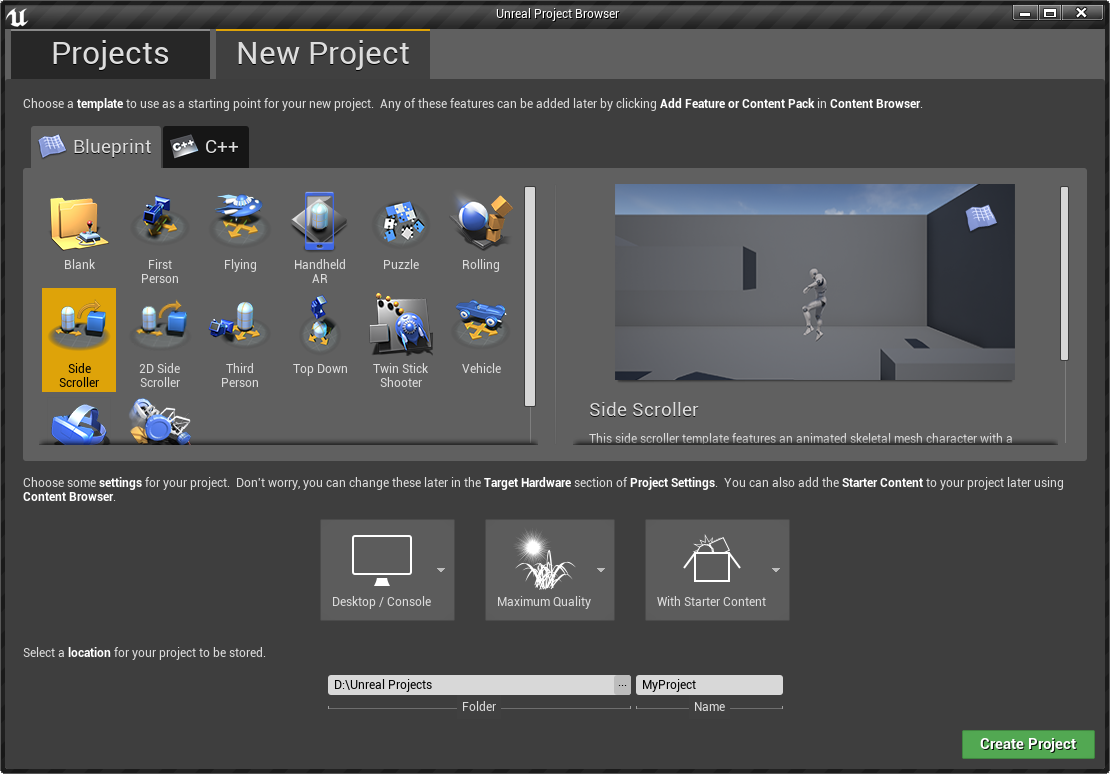 Unreal Project Browser
Projects
New Project
Choose a template to use as a starting point for your new project.  Any of these features can be added later by clicking Add Feature or Content Pack in Content Browser.
Blueprint
C++
C++
Blank
First
Person
Flying
Handheld
AR
Puzzle
Rolling
Side
Scroller
2D Side
Scroller
Third
Person
Top Down
Twin Stick
Shooter
Vehicle
Side Scroller
This side scroller template features an animated skeletal mesh character with a
Choose some settings for your project.  Don't worry, you can change these later in the Target Hardware section of Project Settings.  You can also add the Starter Content to your project later using
Content Browser.
Desktop / Console
Maximum Quality
With Starter Content
Select a location for your project to be stored.
D:\Unreal Projects
...
MyProject
Folder
Name
Create Project